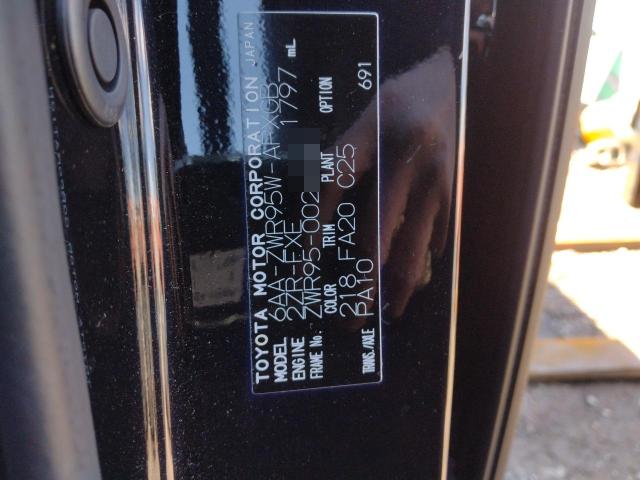 TOYOTA MOTOR CORPORATION JAPAN
MODEL 6AA-ZWR95W-APXGB
ENGINE 2ZR-FXE 1797 mL
FRAME No. ZWR95-002
COLOR TRIM PLANT OPTION
218 FA20 C25 691
TRANS./AXLE PA10